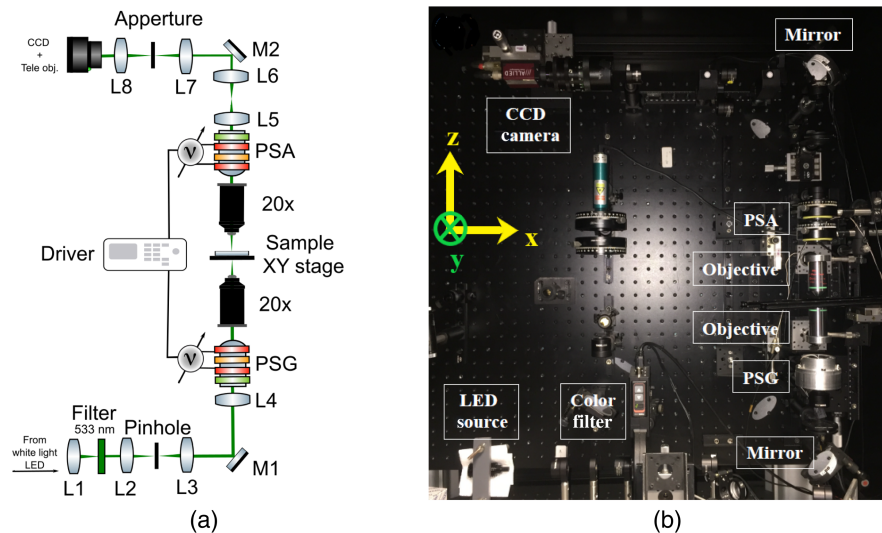 Apperture
CCD
+
Tele obj.
L8
L7
M2
L6
L5
ν
PSA
20x
Driver
Sample
XY stage
20x
ν
PSG
L4
Filter
533 nm
Pinhole
From
white light
LED
L1
L2
L3
M1
(a)
Mirror
ALLIED
CCD
camera
z
x
y
PSA
Objective
Objective
PSG
LED
source
Color
filter
Mirror
(b)